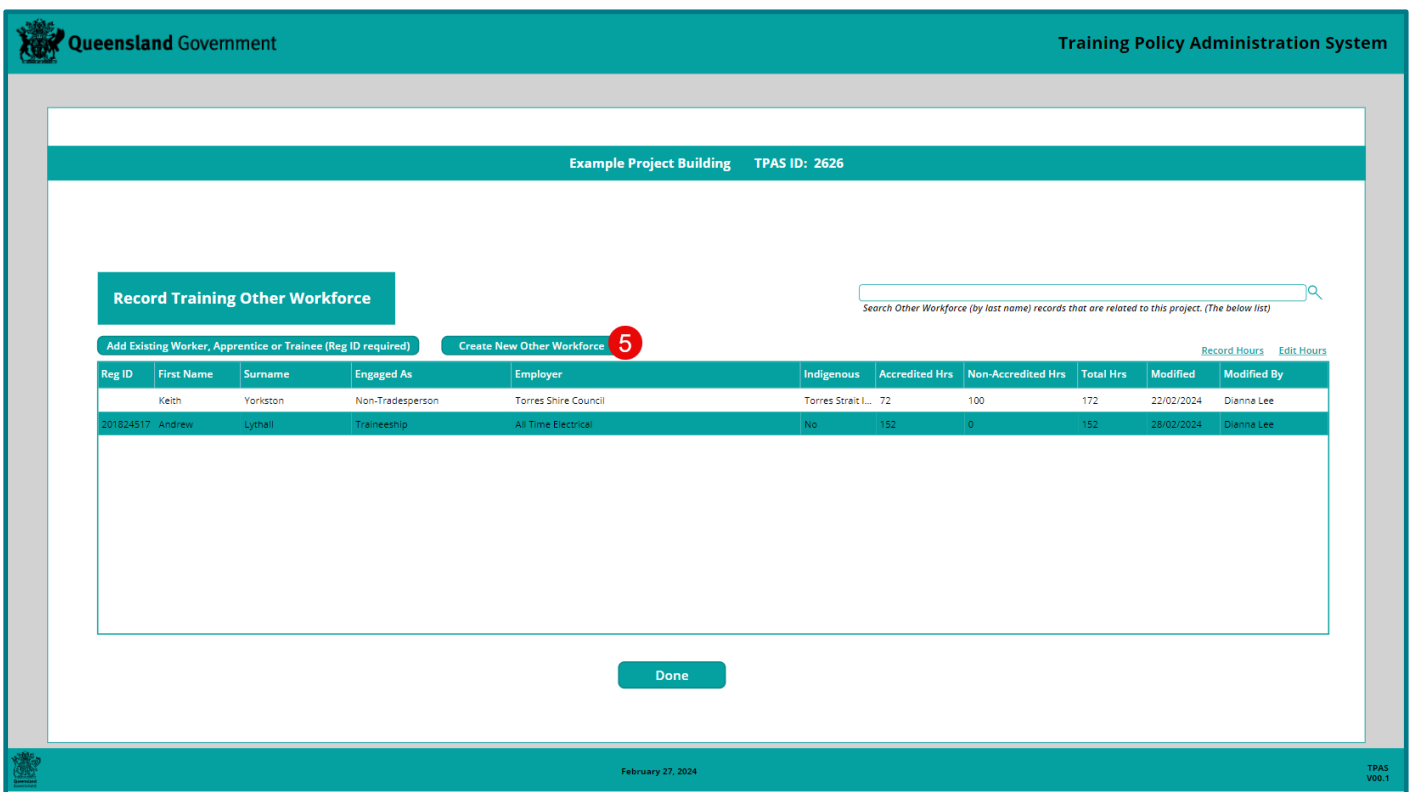 Queensland Government
Training Policy Administration System
Example Project Building TPAS ID: 2626
Record Training Other Workforce
Search Other Workforce (by last name) records that are related to this project. (The below list)
Add Existing Worker, Apprentice or Trainee (Reg ID required) Create New Other Workforce 5
Record Hours Edit Hours
Reg ID First Name Surname Engaged As Employer Indigenous Accredited Hrs Non-Accredited Hrs Total Hrs Modified Modified By
Keith Yorkston Non-Tradesperson Torres Shire Council Torres Strait I... 72 100 172 22/02/2024 Dianna Lee
201824517 Andrew Lythall Traineeship All Time Electrical No 152 0 152 28/02/2024 Dianna Lee
Done
February 27, 2024
TPAS
V00.1